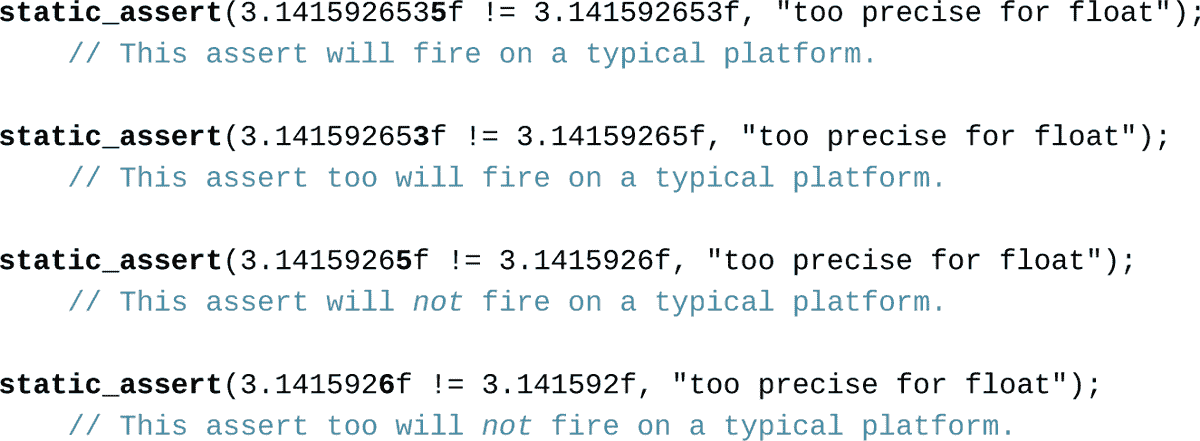 static_assert(3.1415926535f != 3.141592653f, "too precise for float");
// This assert will fire on a typical platform.
static_assert(3.141592653f != 3.14159265f, "too precise for float");
// This assert too will fire on a typical platform.
static_assert(3.14159265f != 3.1415926f, "too precise for float");
// This assert will not fire on a typical platform.
static_assert(3.1415926f != 3.141592f, "too precise for float");
// This assert too will not fire on a typical platform.